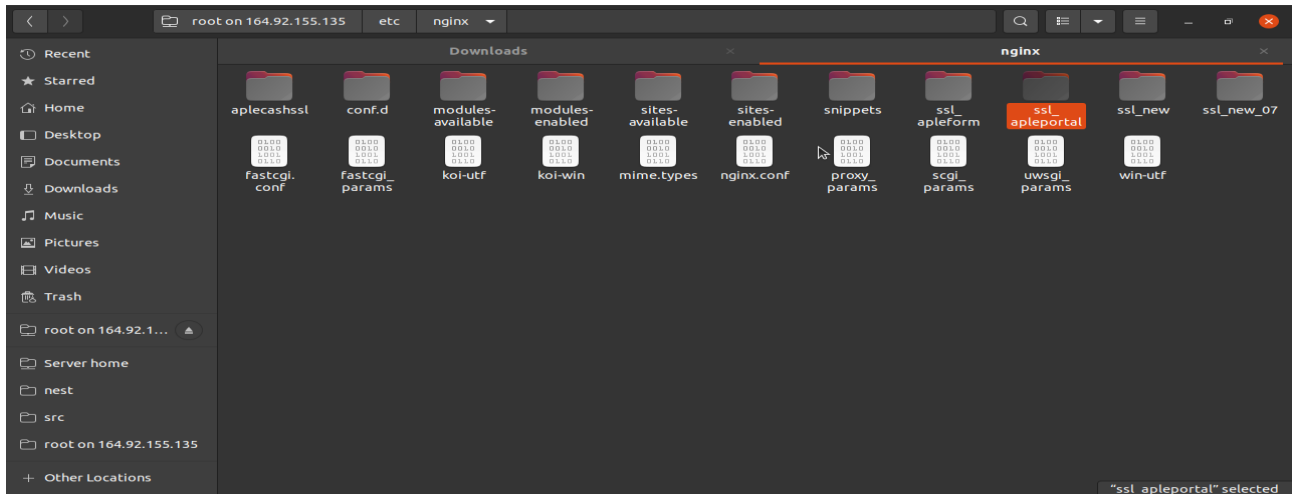 root on 164.92.155.135 etc nginx
Recent
Starred
Home
Desktop
Documents
Downloads
Music
Pictures
Videos
Trash
root on 164.92.1...
Server home
nest
src
root on 164.92.155.135
+ Other Locations
Downloads nginx
aplecashssl conf.d modules- modules- sites- sites- snippets ssl_ ssl_ ssl_new ssl_new_07
available enabled available enabled apleform apleportal
fastcgi. fastcgi_ koi-utf koi-win mime.types nginx.conf proxy_ scgi_ uwsgi_ win-utf
conf params params params params
"ssl_apleportal" selected